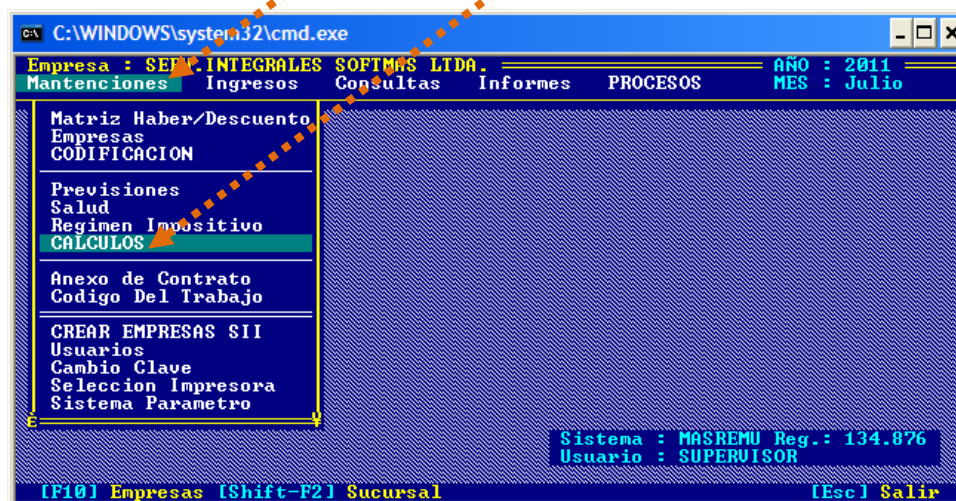 C:\WINDOWS\system32\cmd.exe
Empresa : SERV.INTEGRALES SOFTMAS LTDA. AÑO : 2011
Mantenciones Ingresos Consultas Informes PROCESOS MES : Julio
Matriz Haber/Descuento
Empresas
CODIFICACION
Previsiones
Salud
Regimen Impositivo
CALCULOS
Anexo de Contrato
Codigo Del Trabajo
CREAR EMPRESAS SII
Usuarios
Cambio Clave
Seleccion Impresora
Sistema Parametro
Sistema : MASREMU Reg.: 134.876
Usuario : SUPERVISOR
[F10] Empresas [Shift-F2] Sucursal [Esc] Salir